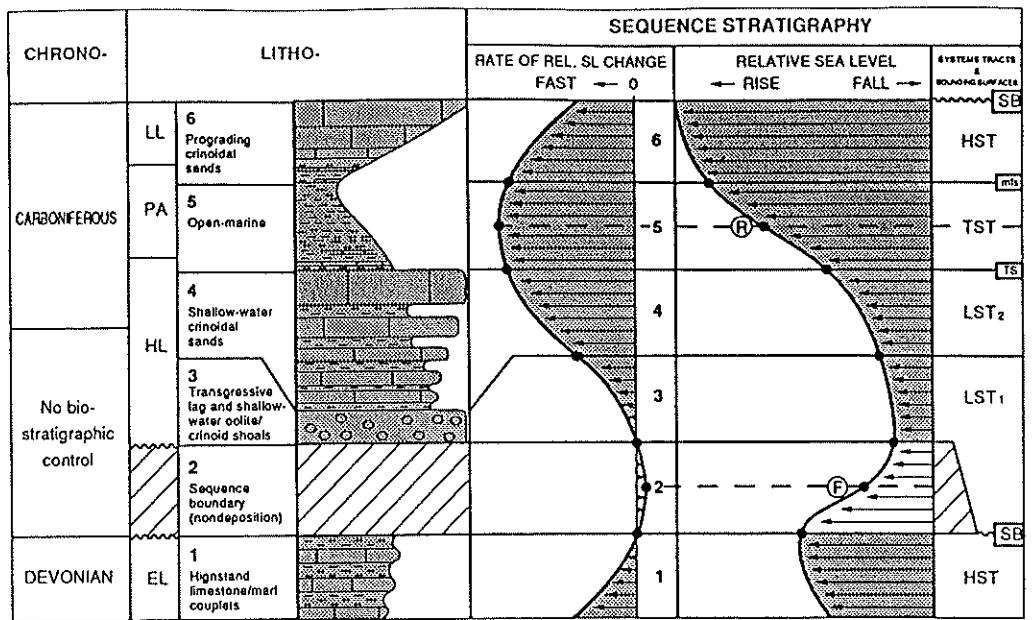 SEQUENCE STRATIGRAPHY
CHRONO-
LITHO-
RATE OF REL. SL CHANGE
FAST ← 0
RELATIVE SEA LEVEL
← RISE FALL →
SYSTEMS TRACTS
&
BOUNDING SURFACES
SB
CARBONIFEROUS
LL
6
Prograding
crinoidal
sands
6
HST
mfs
PA
5
Open-marine
5
R
TST
TS
HL
4
Shallow-water
crinoidal
sands
4
LST2
No bio-
stratigraphic
control
3
Transgressive
lag and shallow-
water oolite/
crinoid shoals
3
LST1
2
Sequence
boundary
(nondeposition)
2
F
SB
DEVONIAN
EL
1
Hignstand
limestone/marl
couplets
1
HST